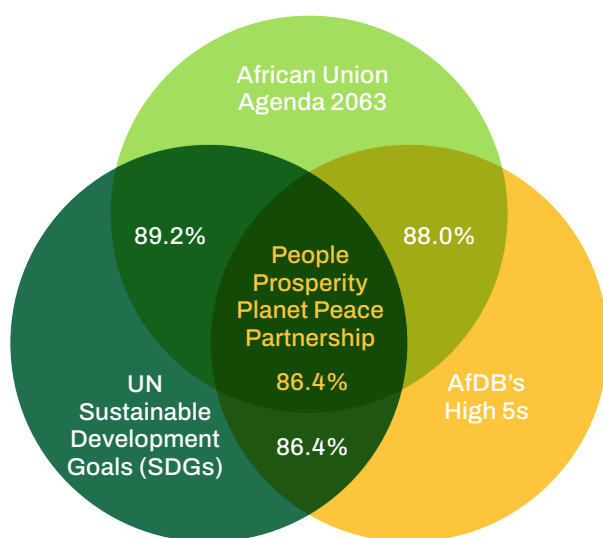 African Union
Agenda 2063
89.2%
88.0%
People
Prosperity
Planet Peace
Partnership
86.4%
UN
Sustainable
Development
Goals (SDGs)
AfDB’s
High 5s
86.4%